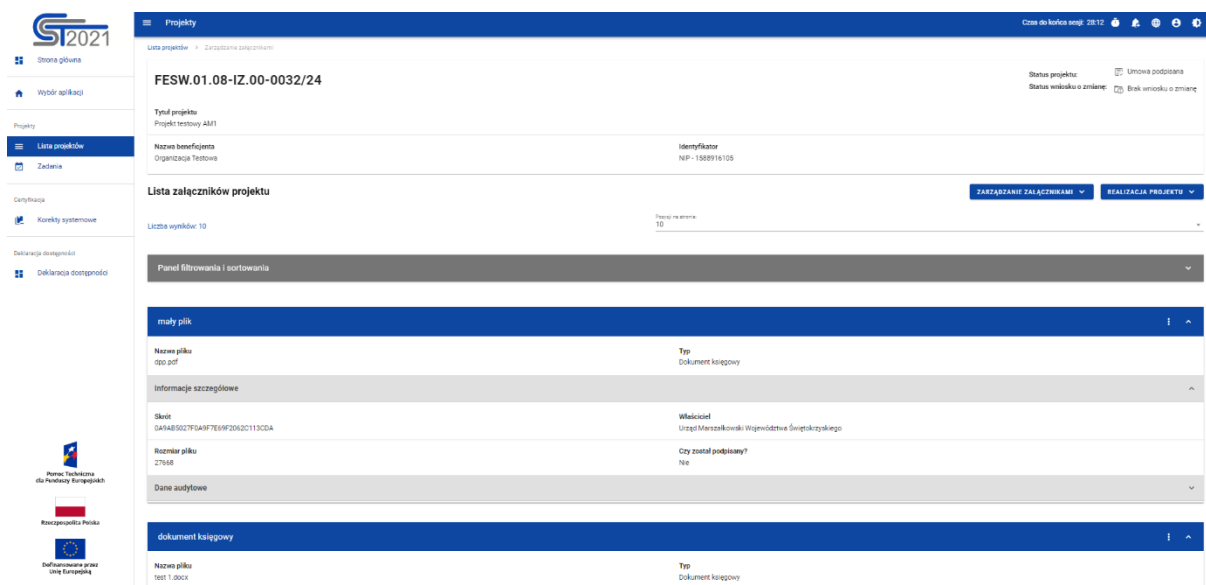 CST2021
Projekty
Czas do końca sesji: 28:12
Strona główna
Wybór aplikacji
Projekty
Lista projektów
Zadania
Certyfikacja
Korekty systemowe
Deklaracja dostępności
Deklaracja dostępności
Pomoc Techniczna
dla Funduszy Europejskich
Rzeczpospolita Polska
Dofinansowane przez
Unię Europejską
Lista projektów > Zarządzanie załącznikami
FESW.01.08-IZ.00-0032/24
Status projektu: Umowa podpisana
Status wniosku o zmianę: Brak wniosku o zmianę
Tytuł projektu
Projekt testowy AM1
Nazwa beneficjenta
Organizacja Testowa
Identyfikator
NIP - 1588916105
Lista załączników projektu
ZARZĄDZANIE ZAŁĄCZNIKAMI
REALIZACJA PROJEKTU
Liczba wyników: 10
Pozycji na stronie:
10
Panel filtrowania i sortowania
mały plik
Nazwa pliku
dpp.pdf
Typ
Dokument księgowy
Informacje szczegółowe
Skrót
0A9AB5027F0A9F7E69F2062C113CDA
Właściciel
Urząd Marszałkowski Województwa Świętokrzyskiego
Rozmiar pliku
27668
Czy został podpisany?
Nie
Dane audytowe
dokument księgowy
Nazwa pliku
test 1.docx
Typ
Dokument księgowy